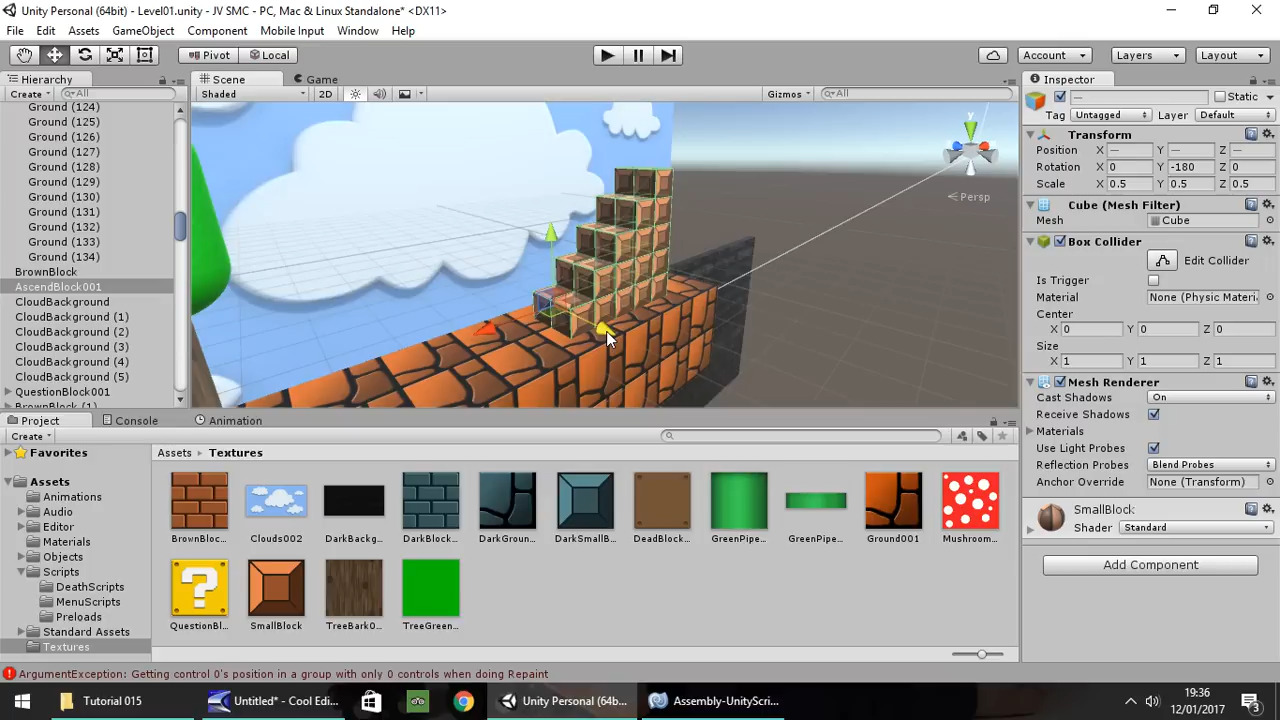 Unity Personal (64bit) - Level01.unity - JV SMC - PC, Mac & Linux Standalone* <DX11>
File Edit Assets GameObject Component Mobile Input Window Help
Pivot Local Account Layers Layout
Hierarchy Scene Game Inspector
Create All Shaded 2D Gizmos All — Static
Ground (124)
Tag Untagged Layer Default
Ground (125)
Ground (126)
Transform
Ground (127)
Position X — Y — Z —
Ground (128)
Rotation X 0 Y -180 Z 0
Ground (129)
Scale X 0.5 Y 0.5 Z 0.5
Ground (130)
y
x
Persp
Cube (Mesh Filter)
Ground (131)
Mesh Cube
Ground (132)
Box Collider
Ground (133)
Edit Collider
Ground (134)
BrownBlock
Is Trigger
AscendBlock001
Material None (Physic Materi
CloudBackground
Center
CloudBackground (1)
X 0 Y 0 Z 0
CloudBackground (2)
Size
CloudBackground (3)
X 1 Y 1 Z 1
CloudBackground (4)
Mesh Renderer
CloudBackground (5)
Cast Shadows On
QuestionBlock001
Receive Shadows
BrownBlock (1)
Materials
Project Console Animation
Use Light Probes
Create
Reflection Probes Blend Probes
Favorites
Assets ▸ Textures
Anchor Override None (Transform)
Assets
Animations
Audio
Editor
Materials
Objects
Scripts
DeathScripts
MenuScripts
Preloads
Standard Assets
Textures
BrownBloc... Clouds002 DarkBackg... DarkBlock... DarkGroun... DarkSmallB... DeadBlock... GreenPipe... GreenPipe... Ground001 Mushroom...
QuestionBl... SmallBlock TreeBark0... TreeGreen...
SmallBlock
Shader Standard
Add Component
ArgumentException: Getting control 0's position in a group with only 0 controls when doing Repaint
Tutorial 015 Untitled* - Cool Edi... Unity Personal (64b... Assembly-UnityScri...
19:36
12/01/2017
3